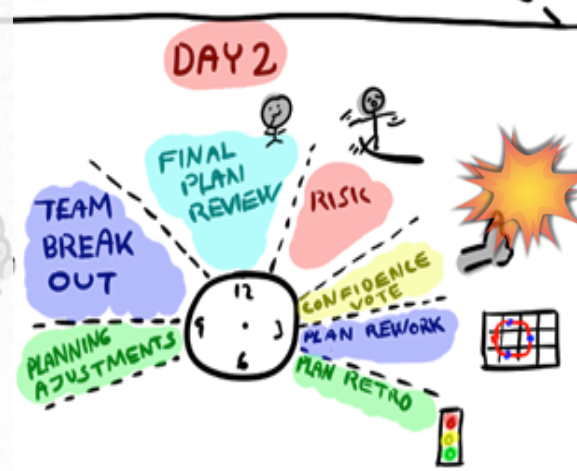 DAY 2
FINAL
PLAN
REVIEW
RISK
TEAM
BREAK
OUT
CONFIDENCE
VOTE
PLANNING
AJUSTMENTS
12
9
3
6
PLAN REWORK
PLAN RETRO